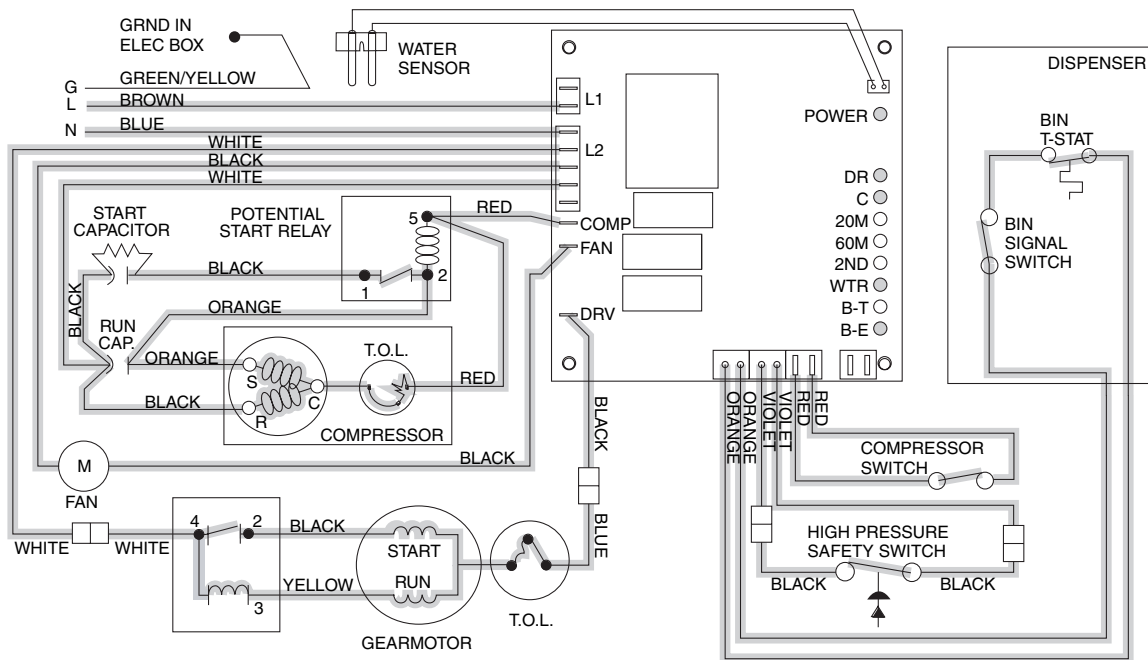 GRND IN
ELEC BOX
WATER
SENSOR
DISPENSER
G
GREEN/YELLOW
L
BROWN
L1
POWER
N
BLUE
WHITE
BLACK
WHITE
L2
BIN
T-STAT
DR
C
20M
60M
2ND
WTR
B-T
B-E
START
CAPACITOR
POTENTIAL
START RELAY
5
RED
COMP
FAN
DRV
BIN
SIGNAL
SWITCH
BLACK
1
2
ORANGE
BLACK
RUN
CAP.
ORANGE
T.O.L.
S
C
R
RED
BLACK
COMPRESSOR
ORANGE
ORANGE
VIOLET
VIOLET
RED
RED
BLACK
M
FAN
BLACK
COMPRESSOR
SWITCH
4
2
BLACK
START
WHITE
WHITE
BLUE
HIGH PRESSURE
SAFETY SWITCH
BLACK
BLACK
YELLOW
RUN
3
T.O.L.
GEARMOTOR